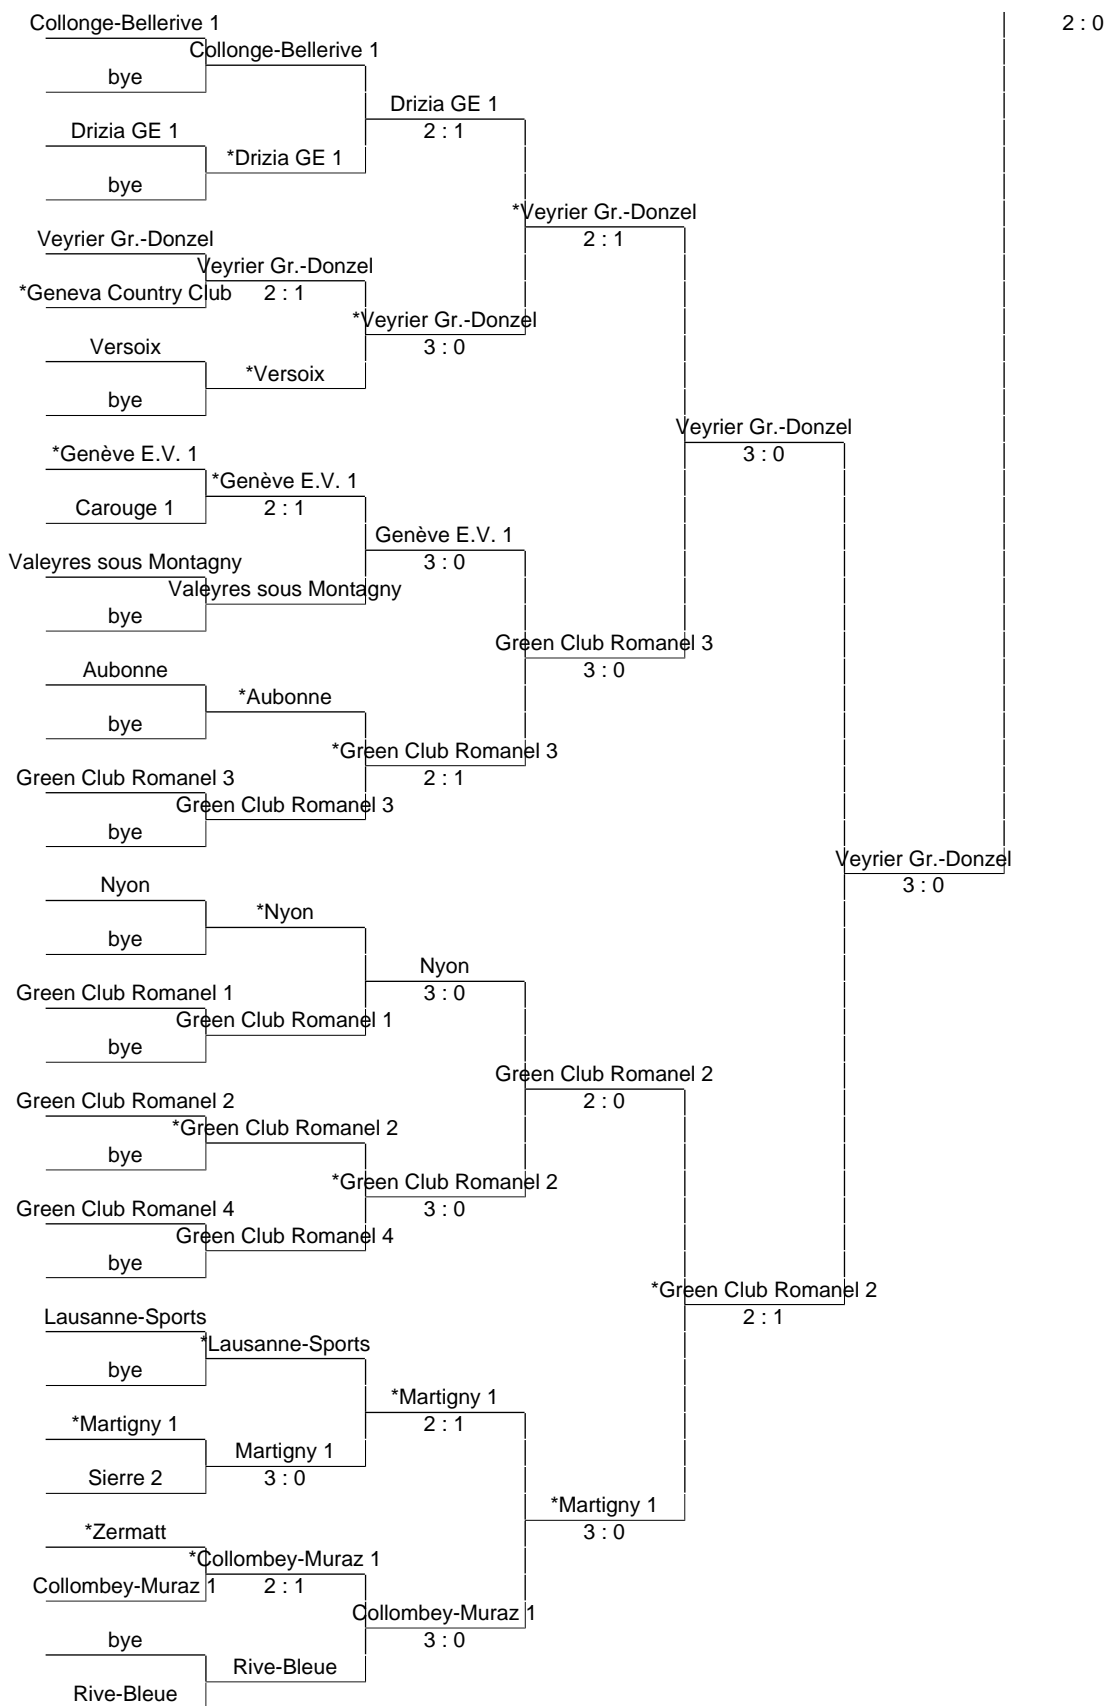 Collonge-Bellerive 1
2 : 0
Collonge-Bellerive 1
bye
Drizia GE 1
2 : 1
Drizia GE 1
*Drizia GE 1
bye
*Veyrier Gr.-Donzel
2 : 1
Veyrier Gr.-Donzel
Veyrier Gr.-Donzel
*Geneva Country Club
2 : 1
*Veyrier Gr.-Donzel
3 : 0
Versoix
*Versoix
bye
Veyrier Gr.-Donzel
3 : 0
*Genève E.V. 1
*Genève E.V. 1
2 : 1
Carouge 1
Genève E.V. 1
3 : 0
Valeyres sous Montagny
Valeyres sous Montagny
bye
Green Club Romanel 3
3 : 0
Aubonne
*Aubonne
bye
*Green Club Romanel 3
2 : 1
Green Club Romanel 3
Green Club Romanel 3
bye
Veyrier Gr.-Donzel
3 : 0
Nyon
*Nyon
bye
Nyon
3 : 0
Green Club Romanel 1
Green Club Romanel 1
bye
Green Club Romanel 2
2 : 0
Green Club Romanel 2
*Green Club Romanel 2
bye
*Green Club Romanel 2
3 : 0
Green Club Romanel 4
Green Club Romanel 4
bye
*Green Club Romanel 2
2 : 1
Lausanne-Sports
*Lausanne-Sports
bye
*Martigny 1
2 : 1
*Martigny 1
Martigny 1
3 : 0
Sierre 2
*Martigny 1
3 : 0
*Zermatt
*Collombey-Muraz 1
2 : 1
Collombey-Muraz 1
Collombey-Muraz 1
3 : 0
bye
Rive-Bleue
Rive-Bleue